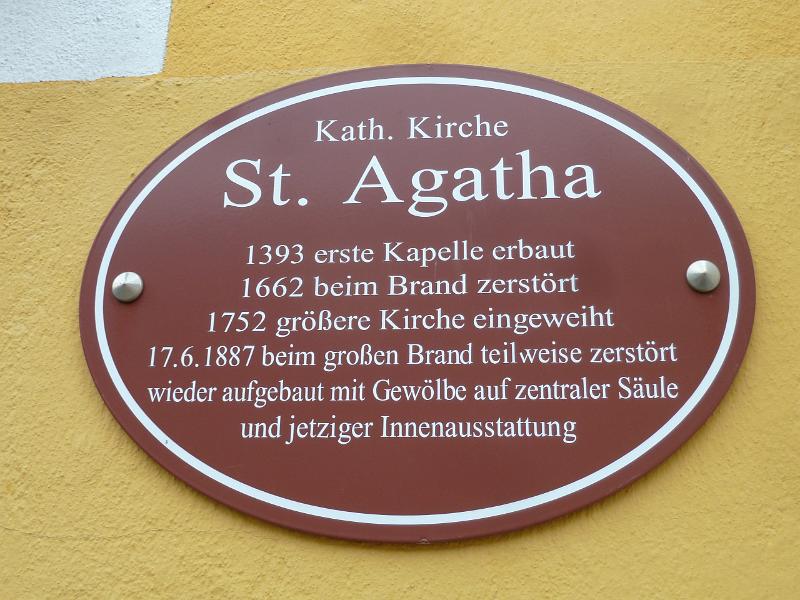 Kath. Kirche
St. Agatha
1393 erste Kapelle erbaut
1662 beim Brand zerstört
1752 größere Kirche eingeweiht
17.6.1887 beim großen Brand teilweise zerstört
wieder aufgebaut mit Gewölbe auf zentraler Säule
und jetziger Innenausstattung